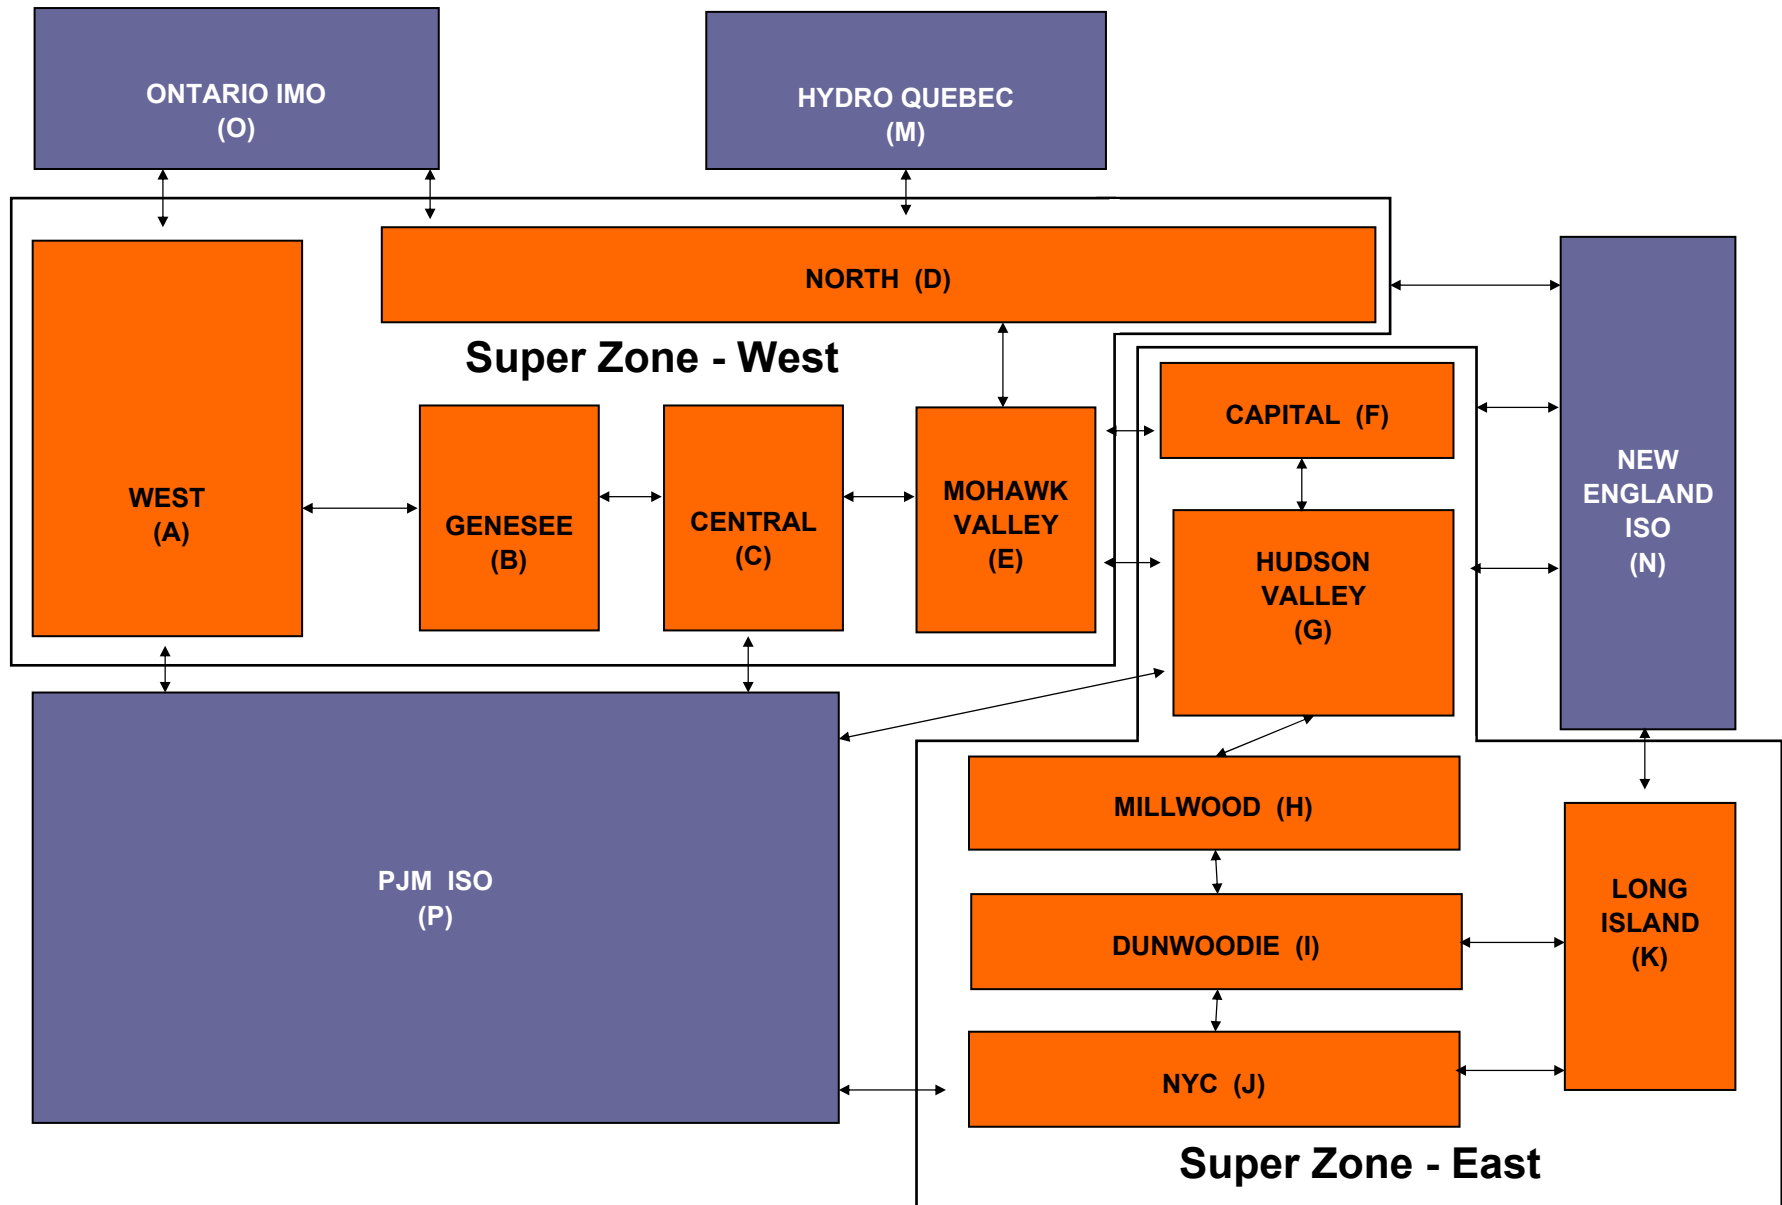 ONTARIO IMO
(O)
HYDRO QUEBEC
(M)
NORTH (D)
Super Zone - West
WEST
(A)
GENESEE
(B)
CENTRAL
(C)
MOHAWK
VALLEY
(E)
CAPITAL (F)
HUDSON
VALLEY
(G)
NEW
ENGLAND
ISO
(N)
PJM ISO
(P)
MILLWOOD (H)
DUNWOODIE (I)
NYC (J)
LONG
ISLAND
(K)
Super Zone - East